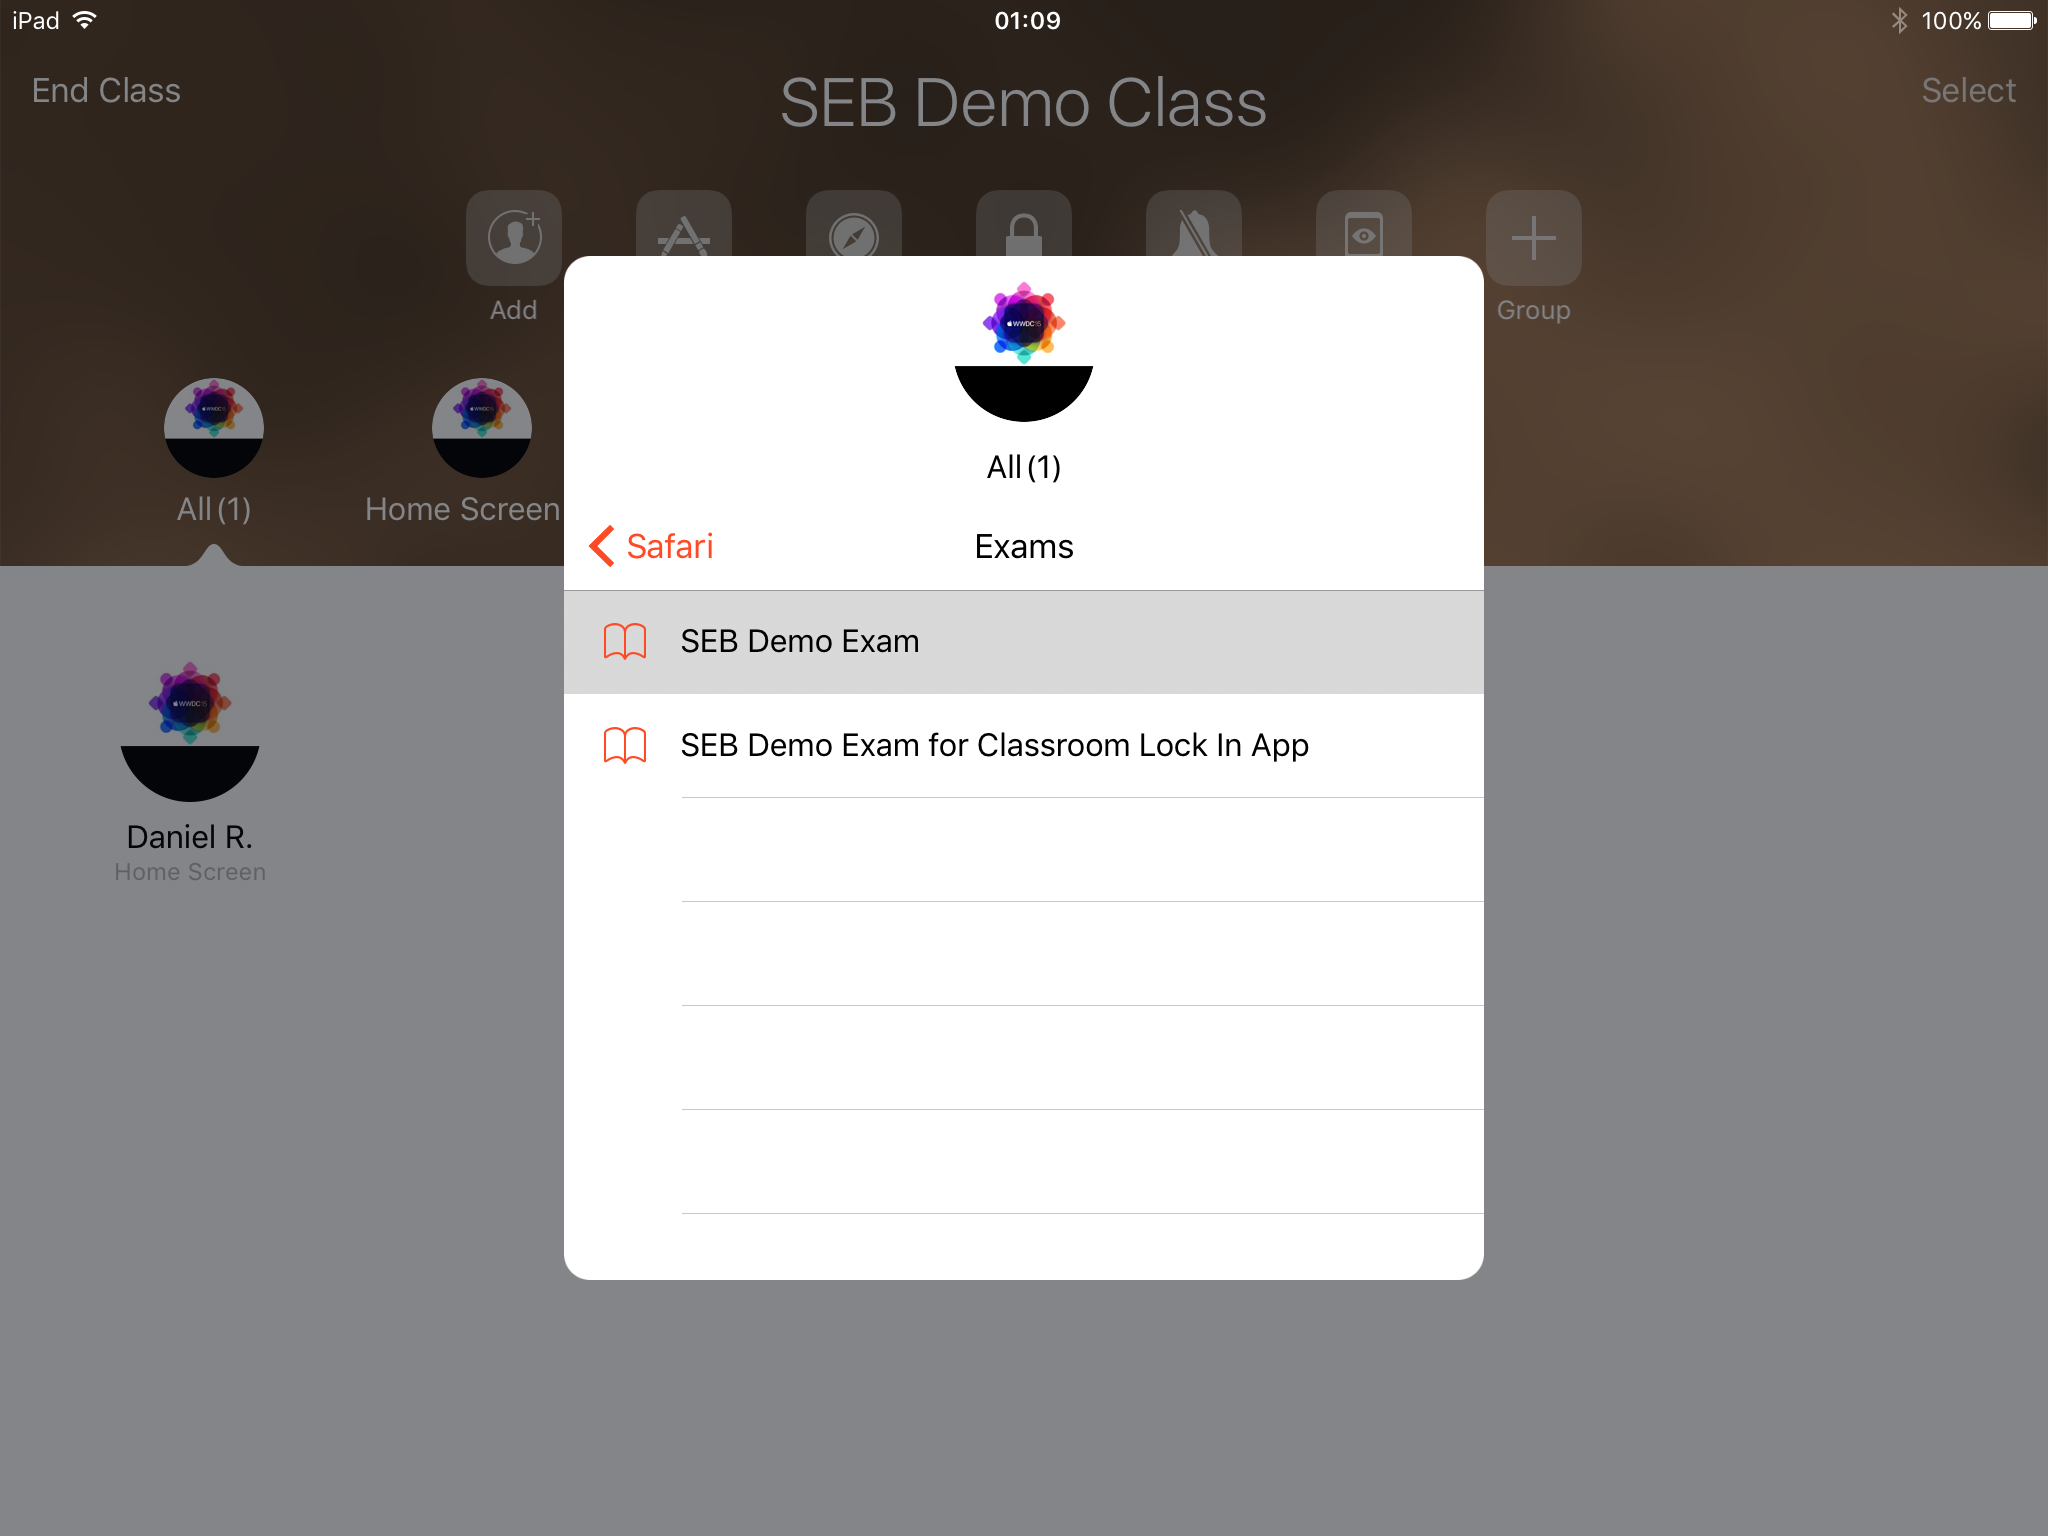 iPad 01:09 100%
End Class SEB Demo Class Select
Add Group
All (1) Home Screen
All (1)
Safari Exams
SEB Demo Exam
SEB Demo Exam for Classroom Lock In App
WWDC15
Daniel R.
Home Screen